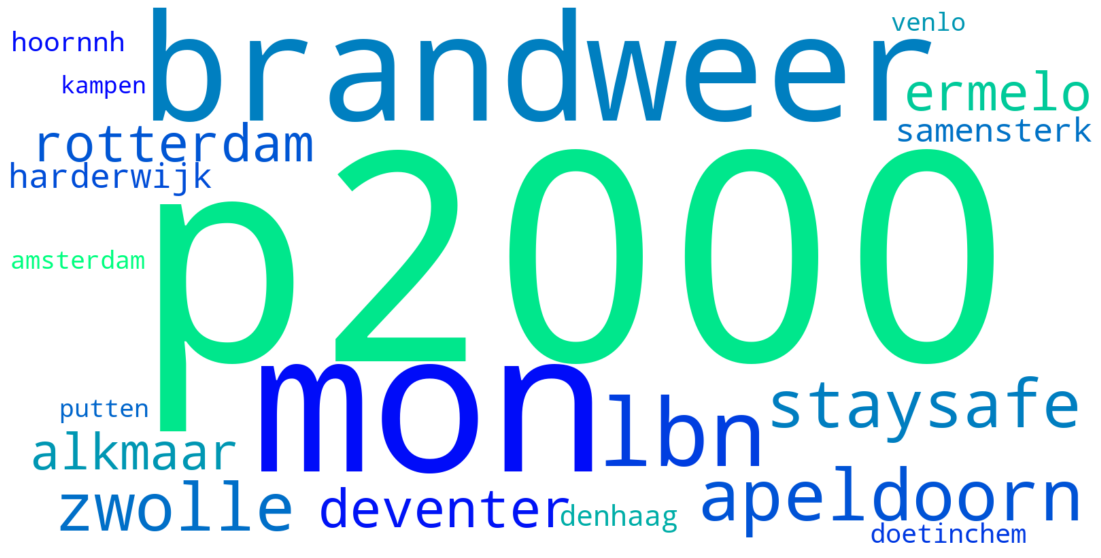 hoornnh
brandweer
venlo
kampen
ermelo
rotterdam
samensterk
harderwijk
p2000
amsterdam
mon
lbn
staysafe
putten
alkmaar
zwolle
deventer
denhaag
apeldoorn
doetinchem